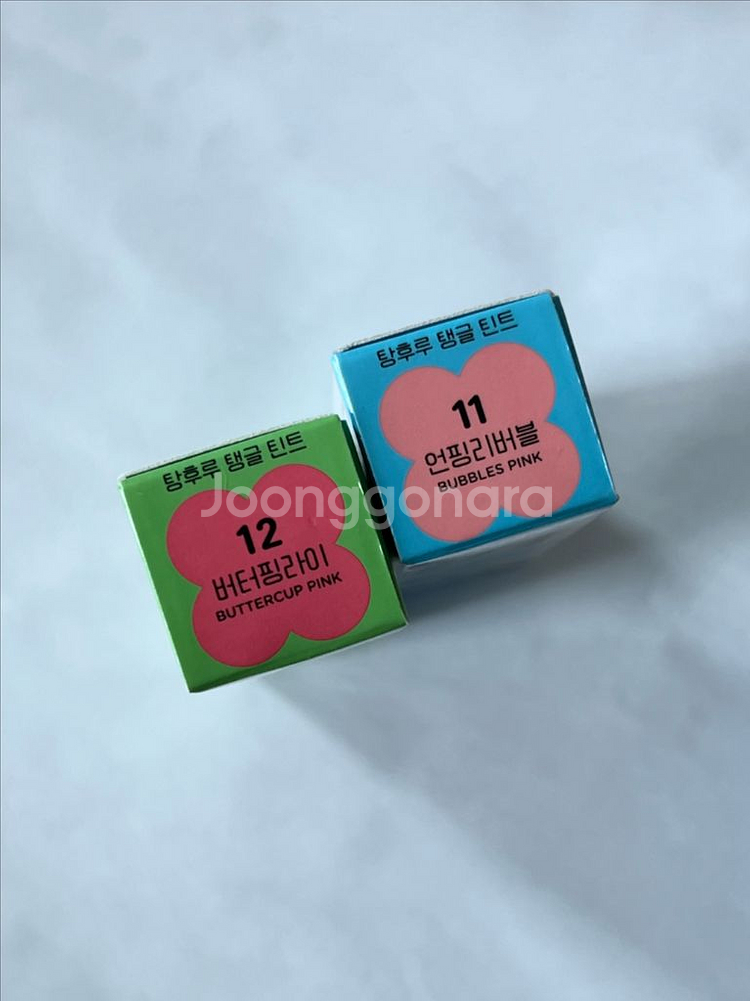 탕후루 탱글 틴트
11
언핑리버블
BUBBLES PINK
탕후루 탱글 틴트
12
버터핑라이
BUTTERCUP PINK
Joonggonara